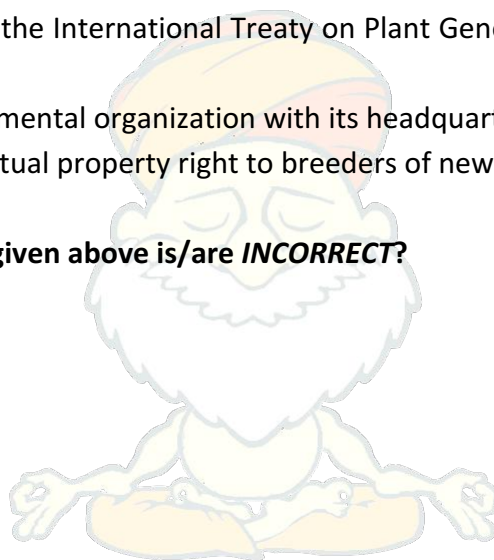 the International Treaty on Plant Gene
mental organization with its headquart
tual property right to breeders of new
given above is/are INCORRECT?